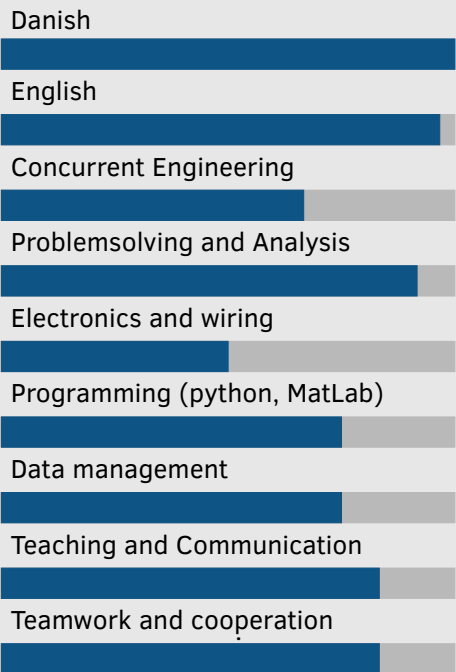 Danish
English
Concurrent Engineering
Problemsolving and Analysis
Electronics and wiring
Programming (python, MatLab)
Data management
Teaching and Communication
Teamwork and cooperation